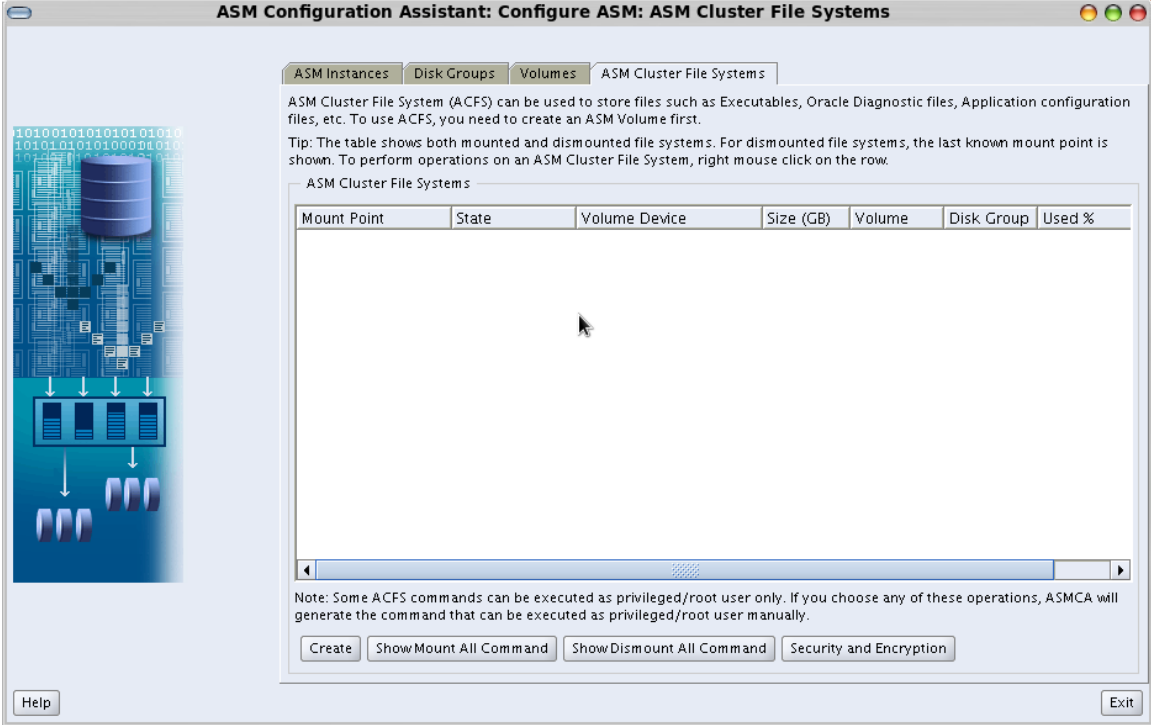 ASM Configuration Assistant: Configure ASM: ASM Cluster File Systems
ASM Instances Disk Groups Volumes ASM Cluster File Systems
ASM Cluster File System (ACFS) can be used to store files such as Executables, Oracle Diagnostic files, Application configuration
files, etc. To use ACFS, you need to create an ASM Volume first.
Tip: The table shows both mounted and dismounted file systems. For dismounted file systems, the last known mount point is
shown. To perform operations on an ASM Cluster File System, right mouse click on the row.
ASM Cluster File Systems
Mount Point State Volume Device Size (GB) Volume Disk Group Used %
Note: Some ACFS commands can be executed as privileged/root user only. If you choose any of these operations, ASMCA will
generate the command that can be executed as privileged/root user manually.
Create Show Mount All Command Show Dismount All Command Security and Encryption
Help Exit